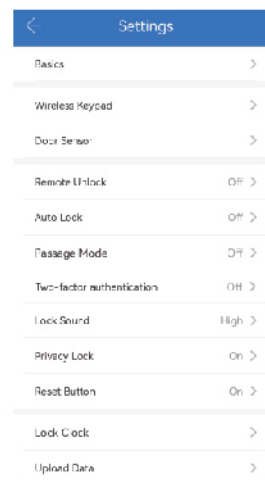 Settings
Basics
Wireless Keypad
Door Sensor
Remote Unlock Off
Auto Lock Off
Passage Mode Off
Two-factor authentication Off
Lock Sound High
Privacy Lock On
Reset Button On
Lock Clock
Upload Data